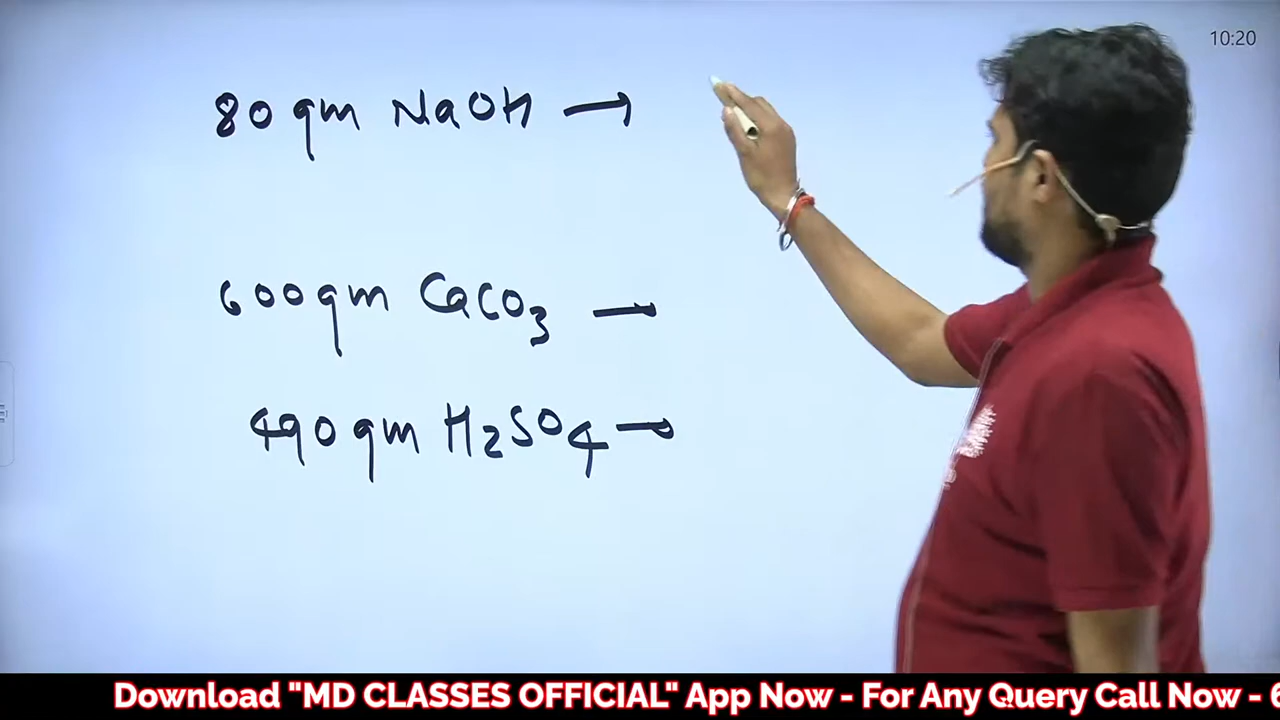 10:20
80 gm NaOH →
600 gm CaCO3 →
490 gm H2SO4 →
Download "MD CLASSES OFFICIAL" App Now - For Any Query Call Now - 6